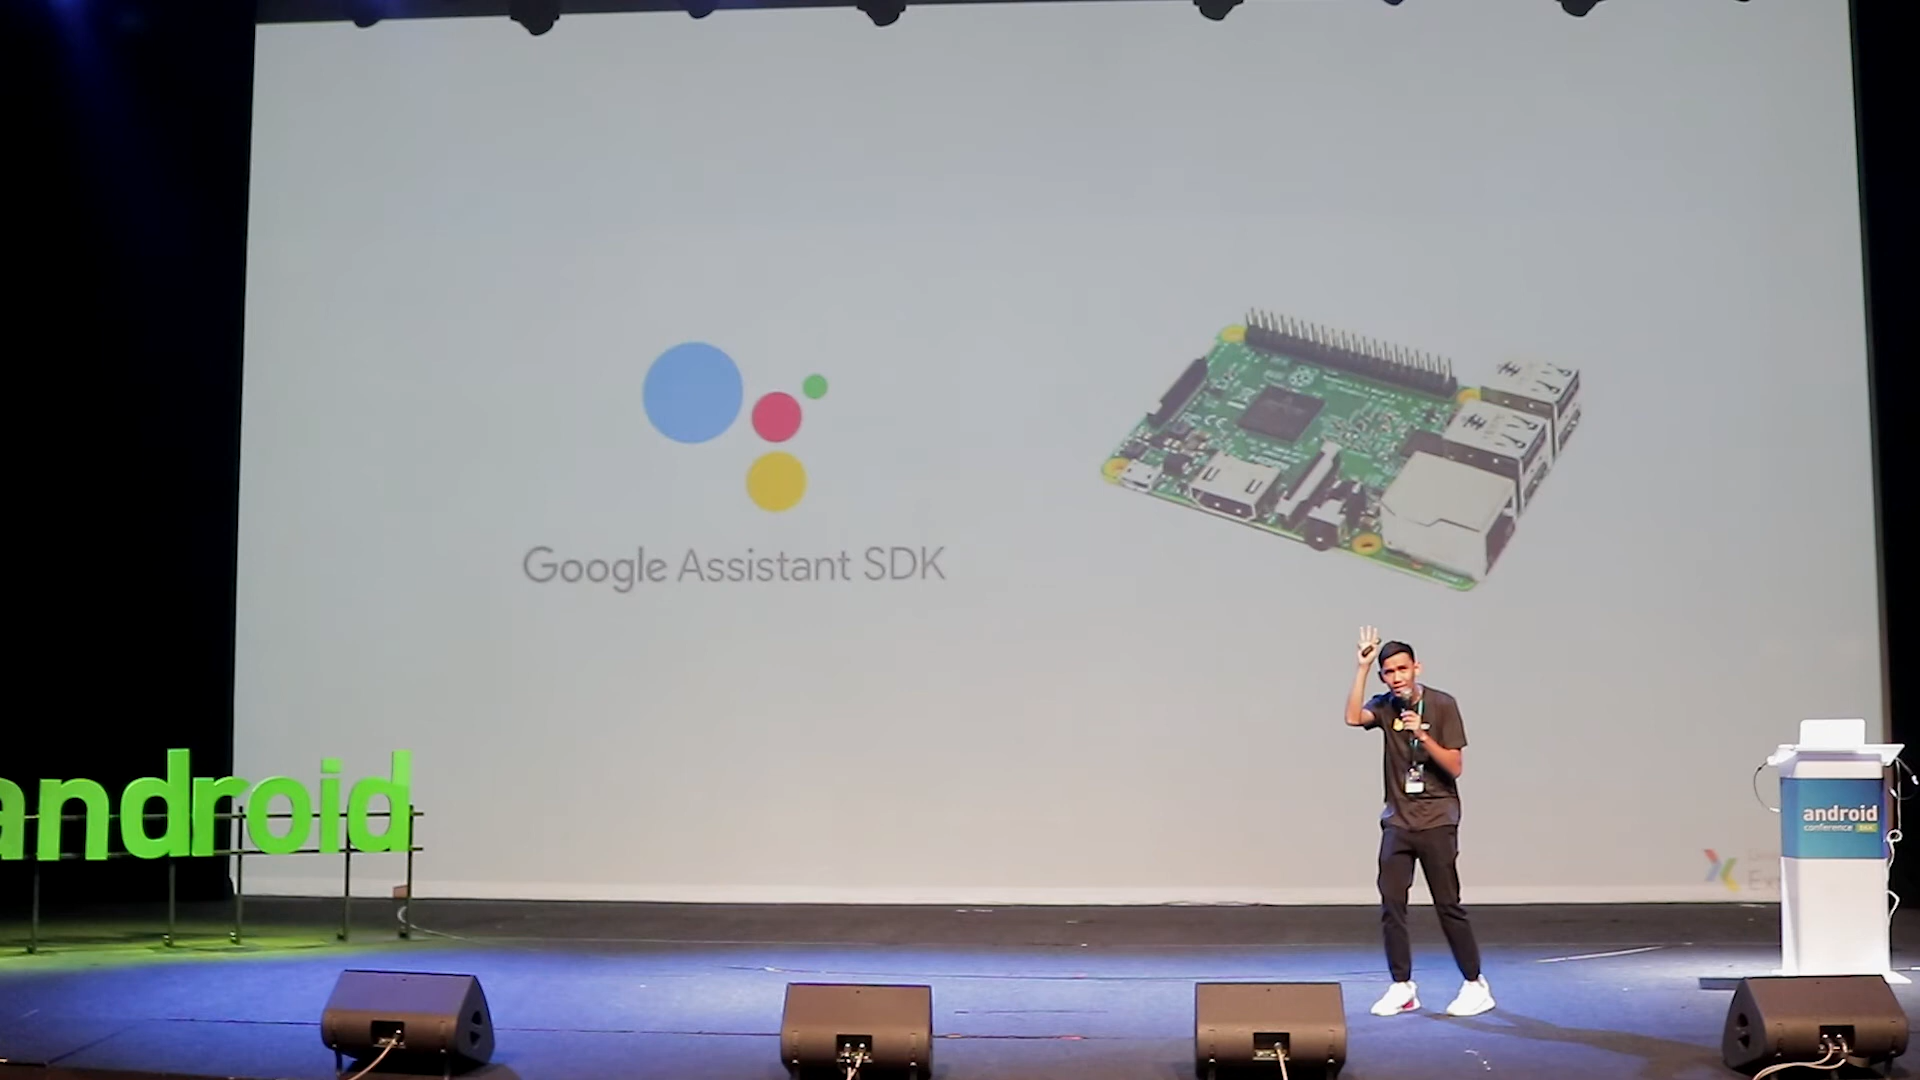 Google Assistant SDK
android
android
conference